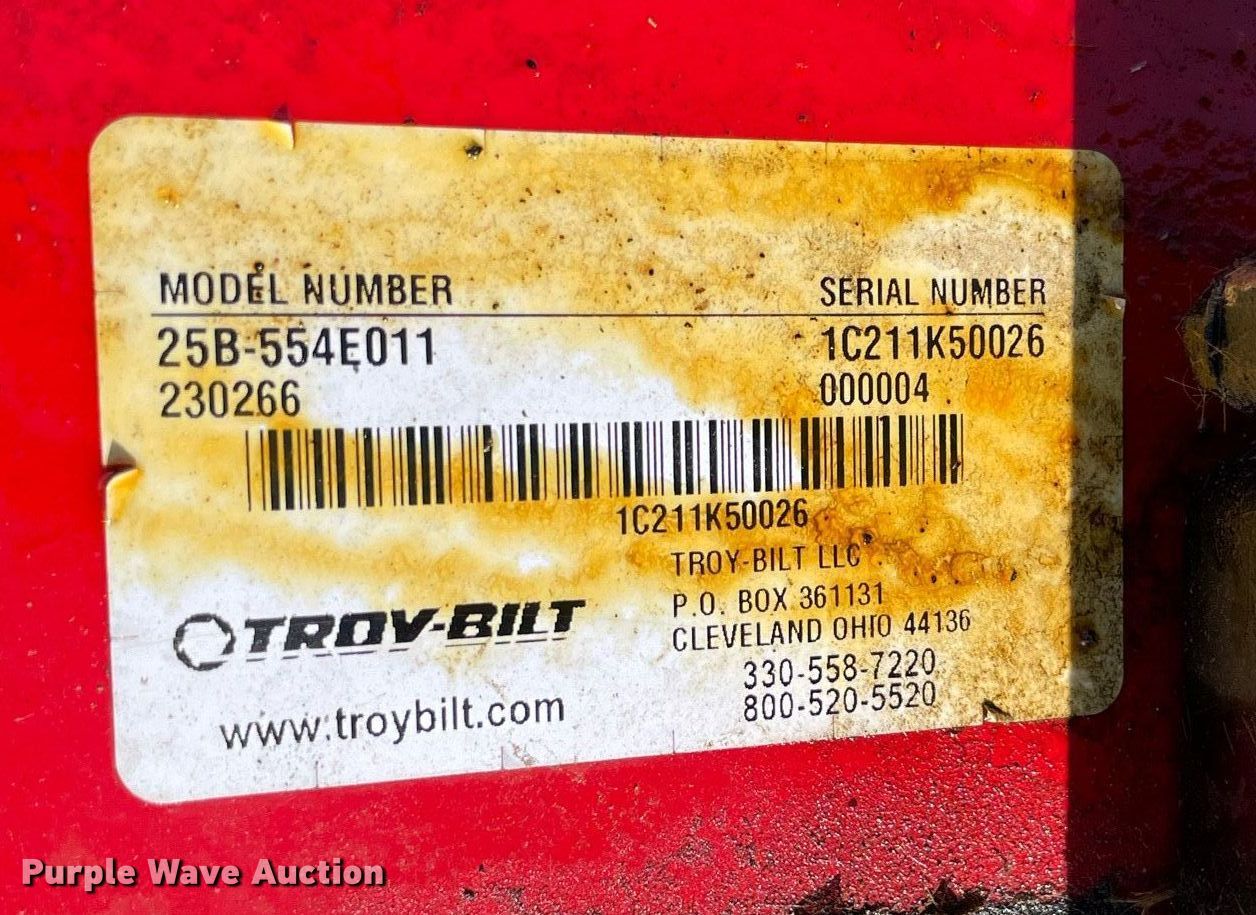 MODEL NUMBER SERIAL NUMBER
25B-554E011 1C211K50026
230266 000004
1C211K50026
TROY-BILT LLC
P.O. BOX 361131
CLEVELAND OHIO 44136
330-558-7220
800-520-5520
TROY-BILT
www.troybilt.com
Purple Wave Auction